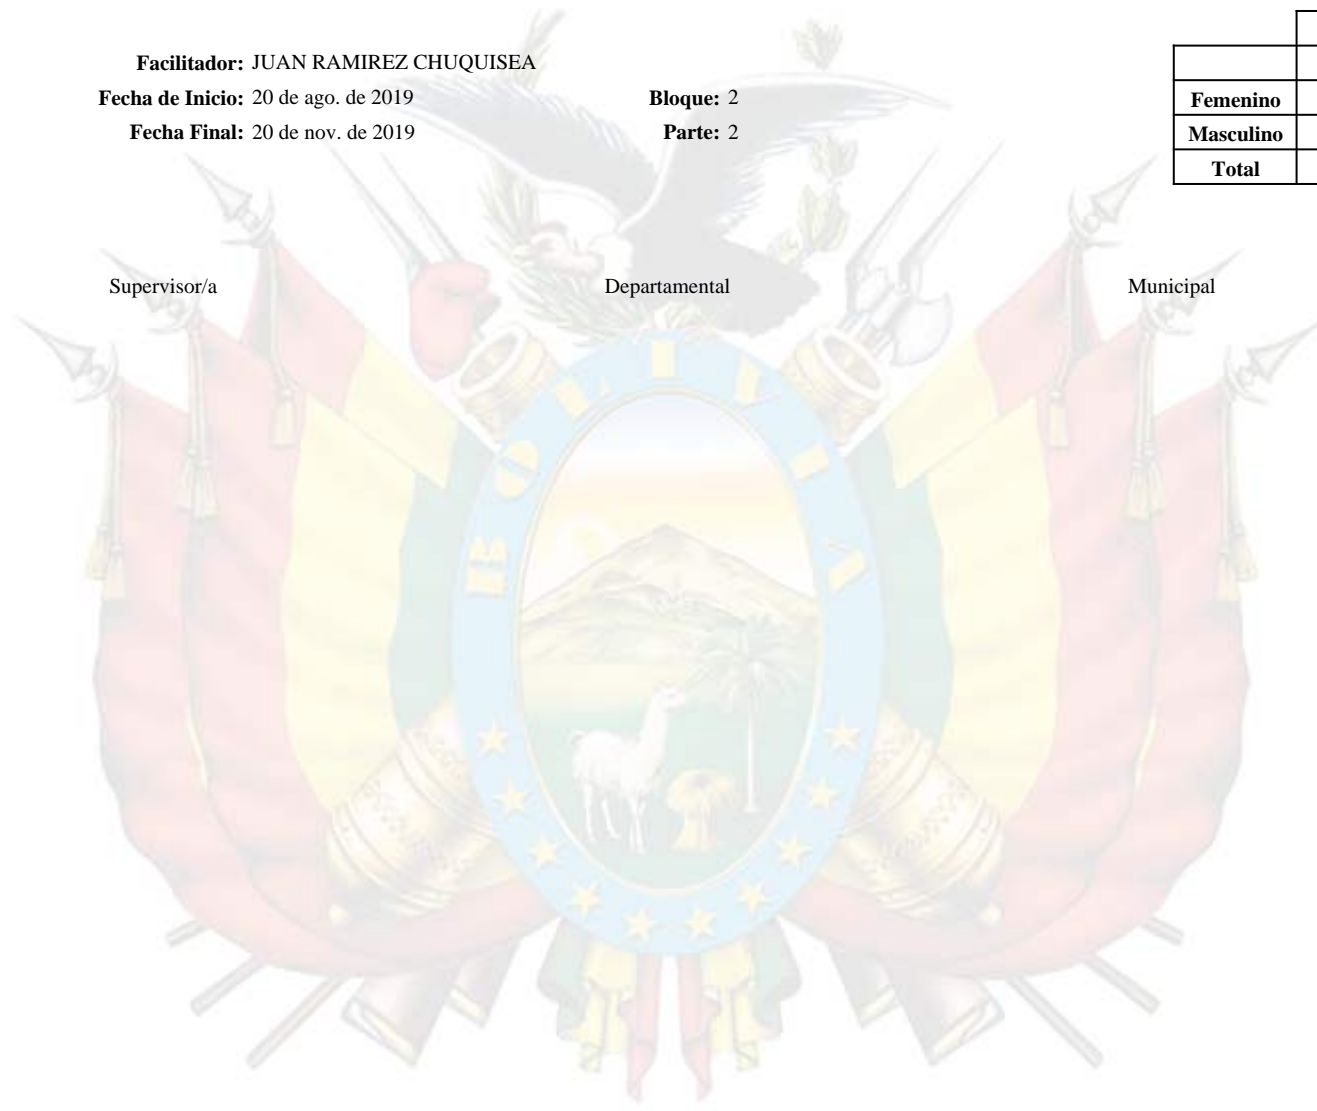 Facilitador: JUAN RAMIREZ CHUQUISEA
Fecha de Inicio: 20 de ago. de 2019
Bloque: 2
Femenino
Fecha Final: 20 de nov. de 2019
Parte: 2
Masculino
Total
Supervisor/a
Departamental
Municipal
BOLIVIA